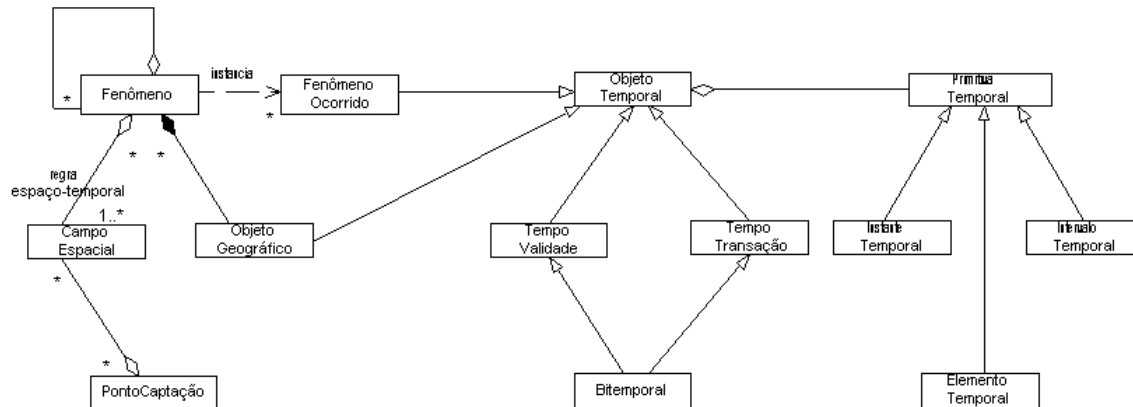 instancia
Fenômeno
Fenômeno
Ocorrido
Objeto
Temporal
Primitiva
Temporal
*
*
*
*
regra
espaço-temporal
1..*
Campo
Espacial
Objeto
Geográfico
Tempo
Validade
Tempo
Transação
Instante
Temporal
Intervalo
Temporal
*
*
PontoCaptação
Bitemporal
Elemento
Temporal